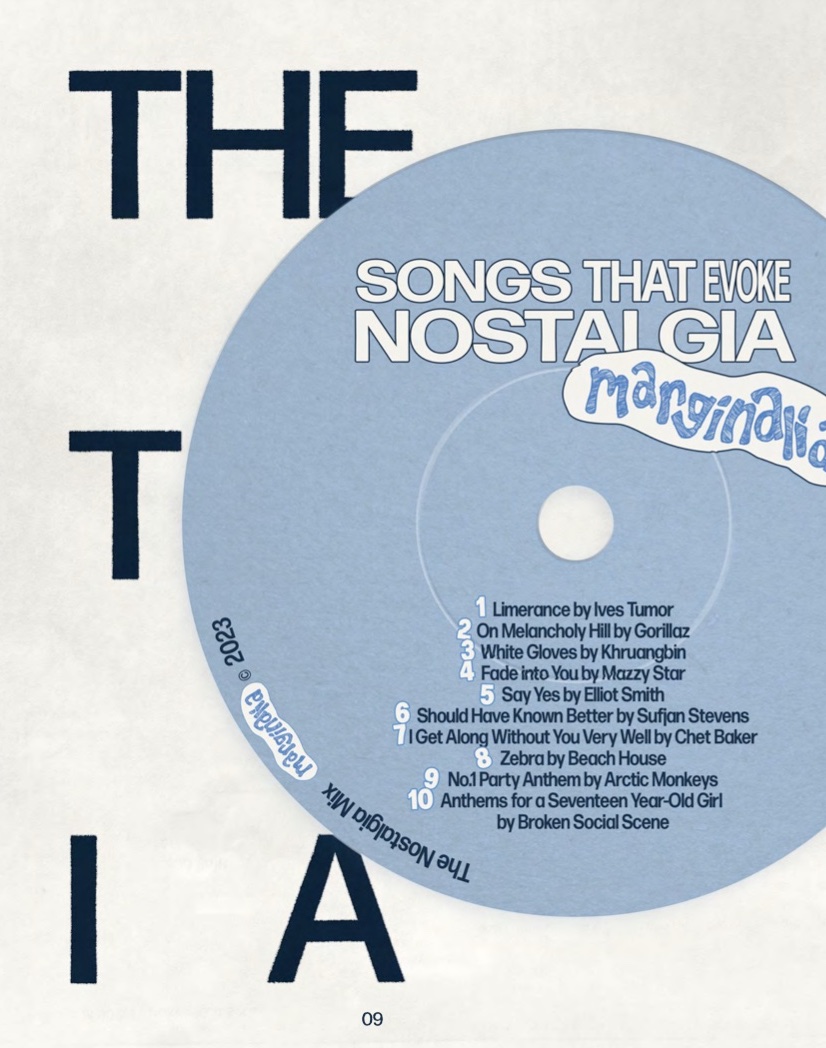 THE
T
I A
SONGS THAT EVOKE
NOSTALGIA
marginalia
1 Limerance by Ives Tumor
2 On Melancholy Hill by Gorillaz
3 White Gloves by Khruangbin
4 Fade into You by Mazzy Star
5 Say Yes by Elliot Smith
6 Should Have Known Better by Sufjan Stevens
7 I Get Along Without You Very Well by Chet Baker
8 Zebra by Beach House
9 No.1 Party Anthem by Arctic Monkeys
10 Anthems for a Seventeen Year-Old Girl
by Broken Social Scene
The Nostalgia Mix marginalia © 2023
09